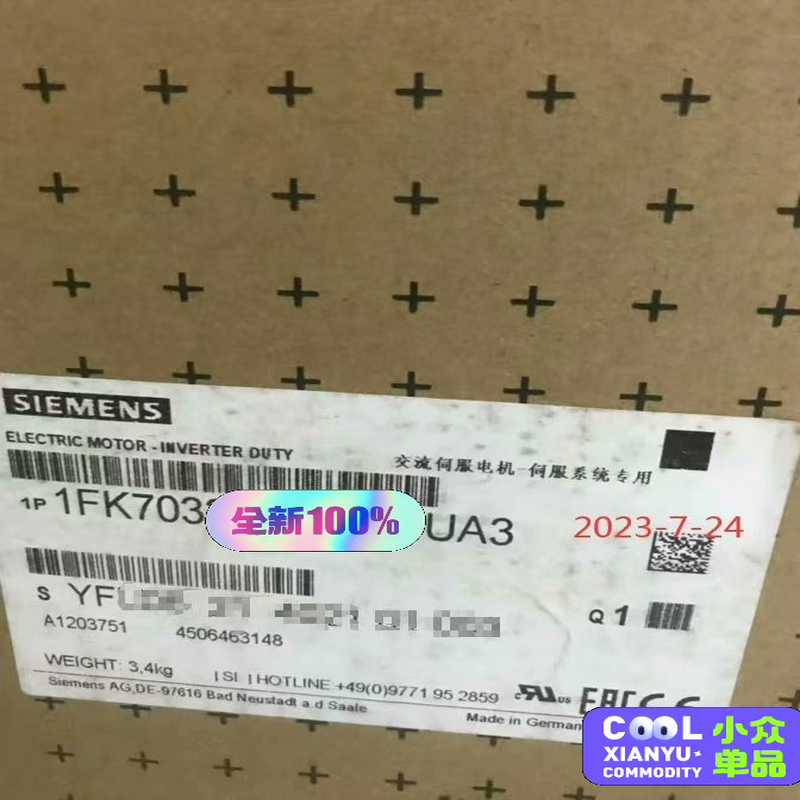 SIEMENS
ELECTRIC MOTOR - INVERTER DUTY
交流伺服电机-伺服系统专用
1P 1FK703
全新100%
UA3
2023-7-24
S YF
Q 1
A1203751 4506463148
WEIGHT: 3,4kg
| SI | HOTLINE +49(0)9771 95 2859
Siemens AG,DE-97616 Bad Neustadt a.d Saale
Made in German
COOL
XIANYU
COMMODITY
小众
单品